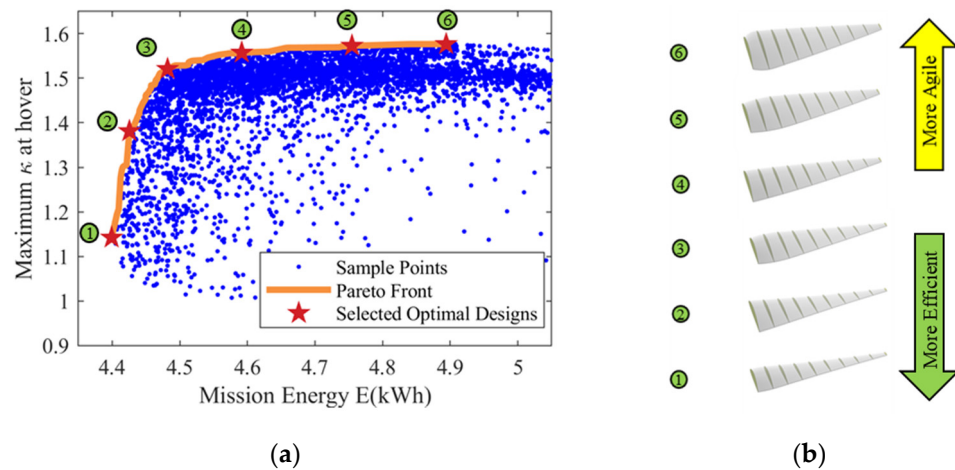 1.6
1.5
1.4
1.3
1.2
1.1
1
0.9
Maximum κ at hover
1
2
3
4
5
6
Sample Points
Pareto Front
Selected Optimal Designs
4.4 4.5 4.6 4.7 4.8 4.9 5
Mission Energy E(kWh)
(a)
6
5
4
3
2
1
More Agile
More Efficient
(b)